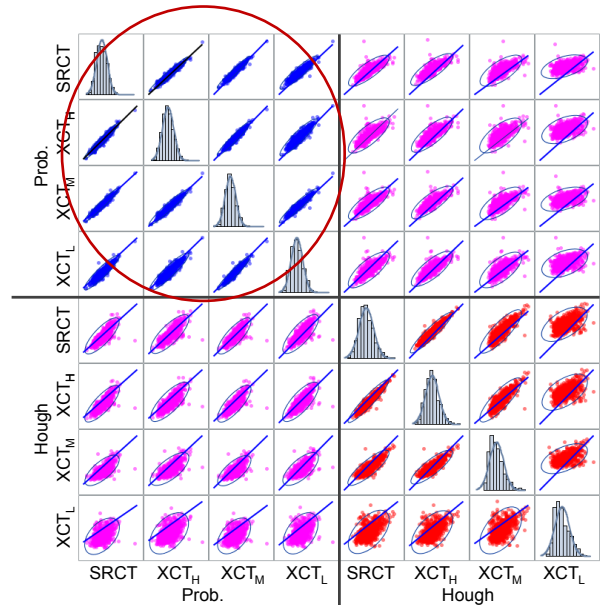 Prob.
SRCT
XCT_H
XCT_M
XCT_L
Hough
SRCT
XCT_H
XCT_M
XCT_L
SRCT XCT_H XCT_M XCT_L SRCT XCT_H XCT_M XCT_L
Prob. Hough